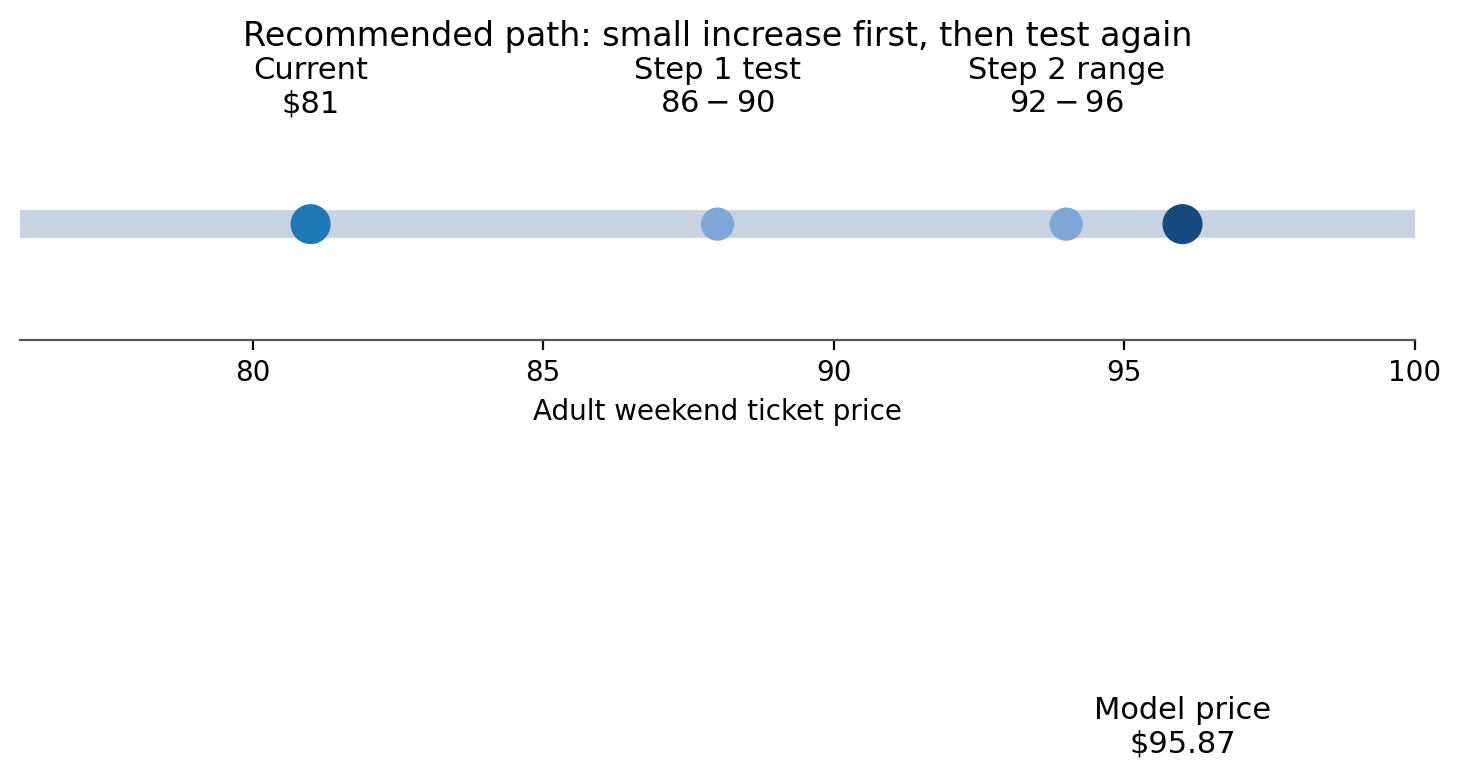 Recommended path: small increase first, then test again
Current
$81
Step 1 test
86 − 90
Step 2 range
92 − 96
80
85
90
95
100
Adult weekend ticket price
Model price
$95.87